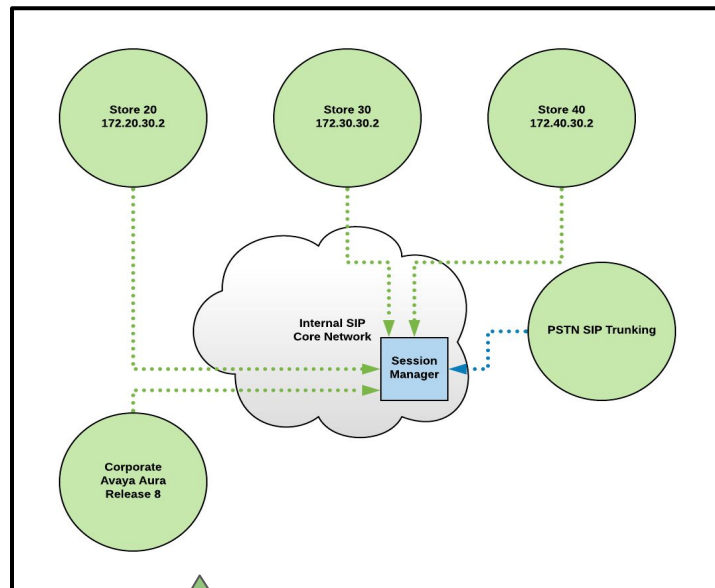 Store 20
172.20.30.2
Store 30
172.30.30.2
Store 40
172.40.30.2
Internal SIP
Core Network
Session
Manager
PSTN SIP Trunking
Corporate
Avaya Aura
Release 8